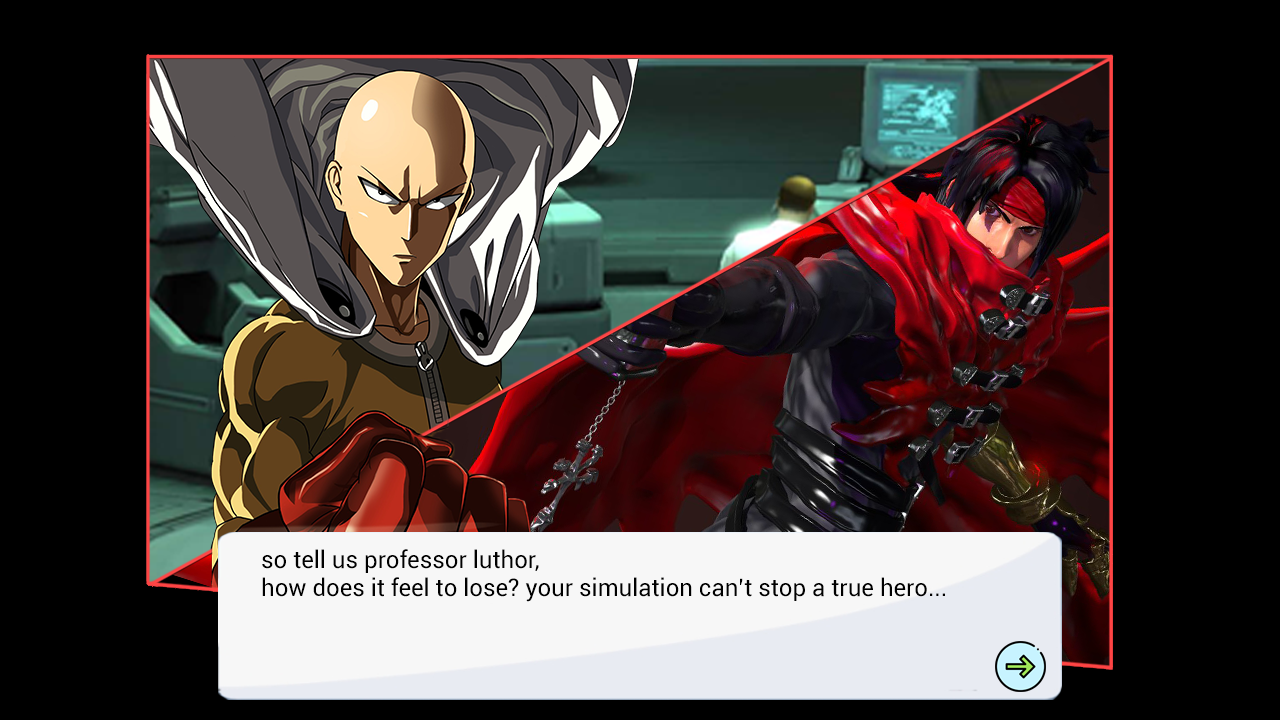 so tell us professor luthor,
how does it feel to lose? your simulation can't stop a true hero...